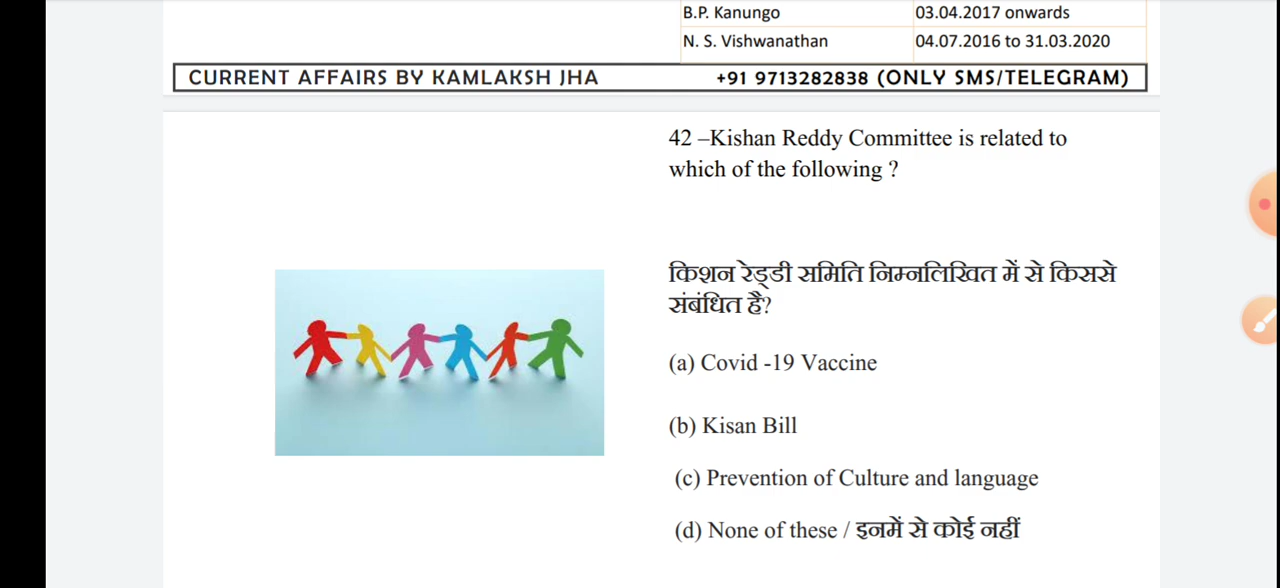 B.P. Kanungo 03.04.2017 onwards
N. S. Vishwanathan 04.07.2016 to 31.03.2020
CURRENT AFFAIRS BY KAMLAKSH JHA +91 9713282838 (ONLY SMS/TELEGRAM)
42 –Kishan Reddy Committee is related to
which of the following ?
किशन रेड्डी समिति निम्नलिखित में से किससे
संबंधित है?
(a) Covid -19 Vaccine
(b) Kisan Bill
(c) Prevention of Culture and language
(d) None of these / इनमें से कोई नहीं